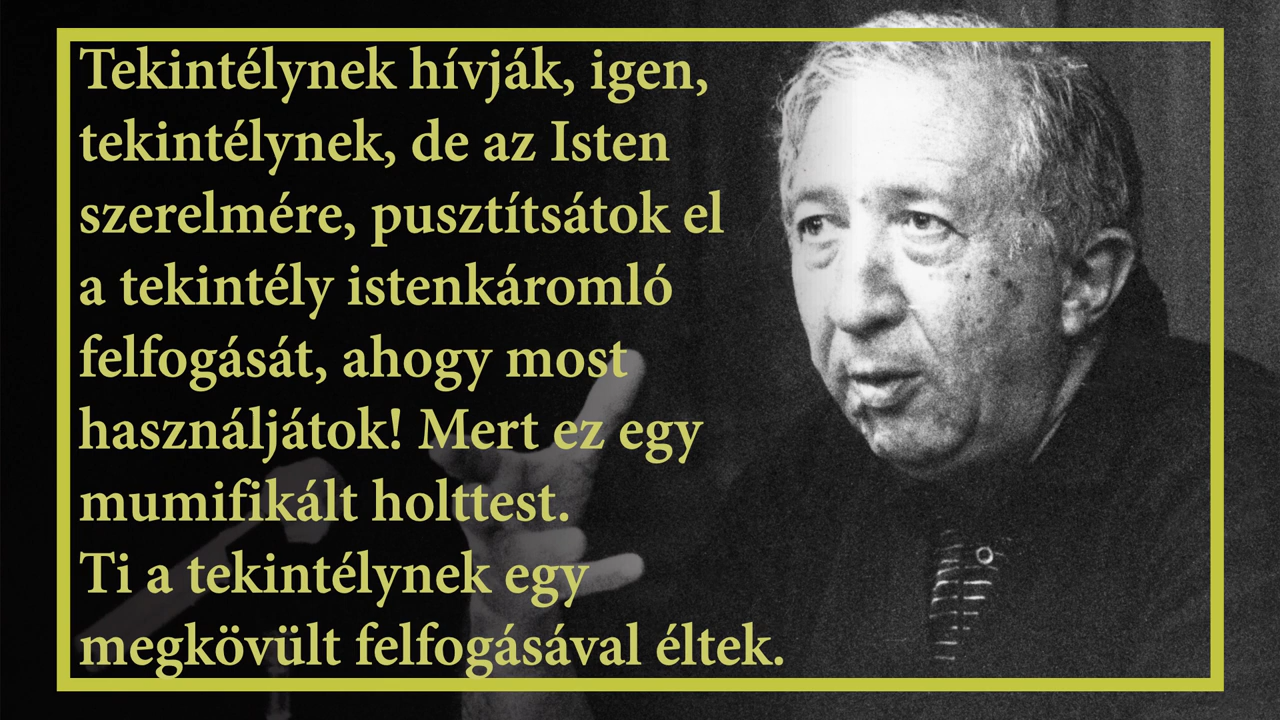 Tekintélynek hívják, igen,
tekintélynek, de az Isten
szerelmére, pusztítsátok el
a tekintély istenkáromló
felfogását, ahogy most
használjátok! Mert ez egy
mumifikált holttest.
Ti a tekintélynek egy
megkövült felfogásával éltek.